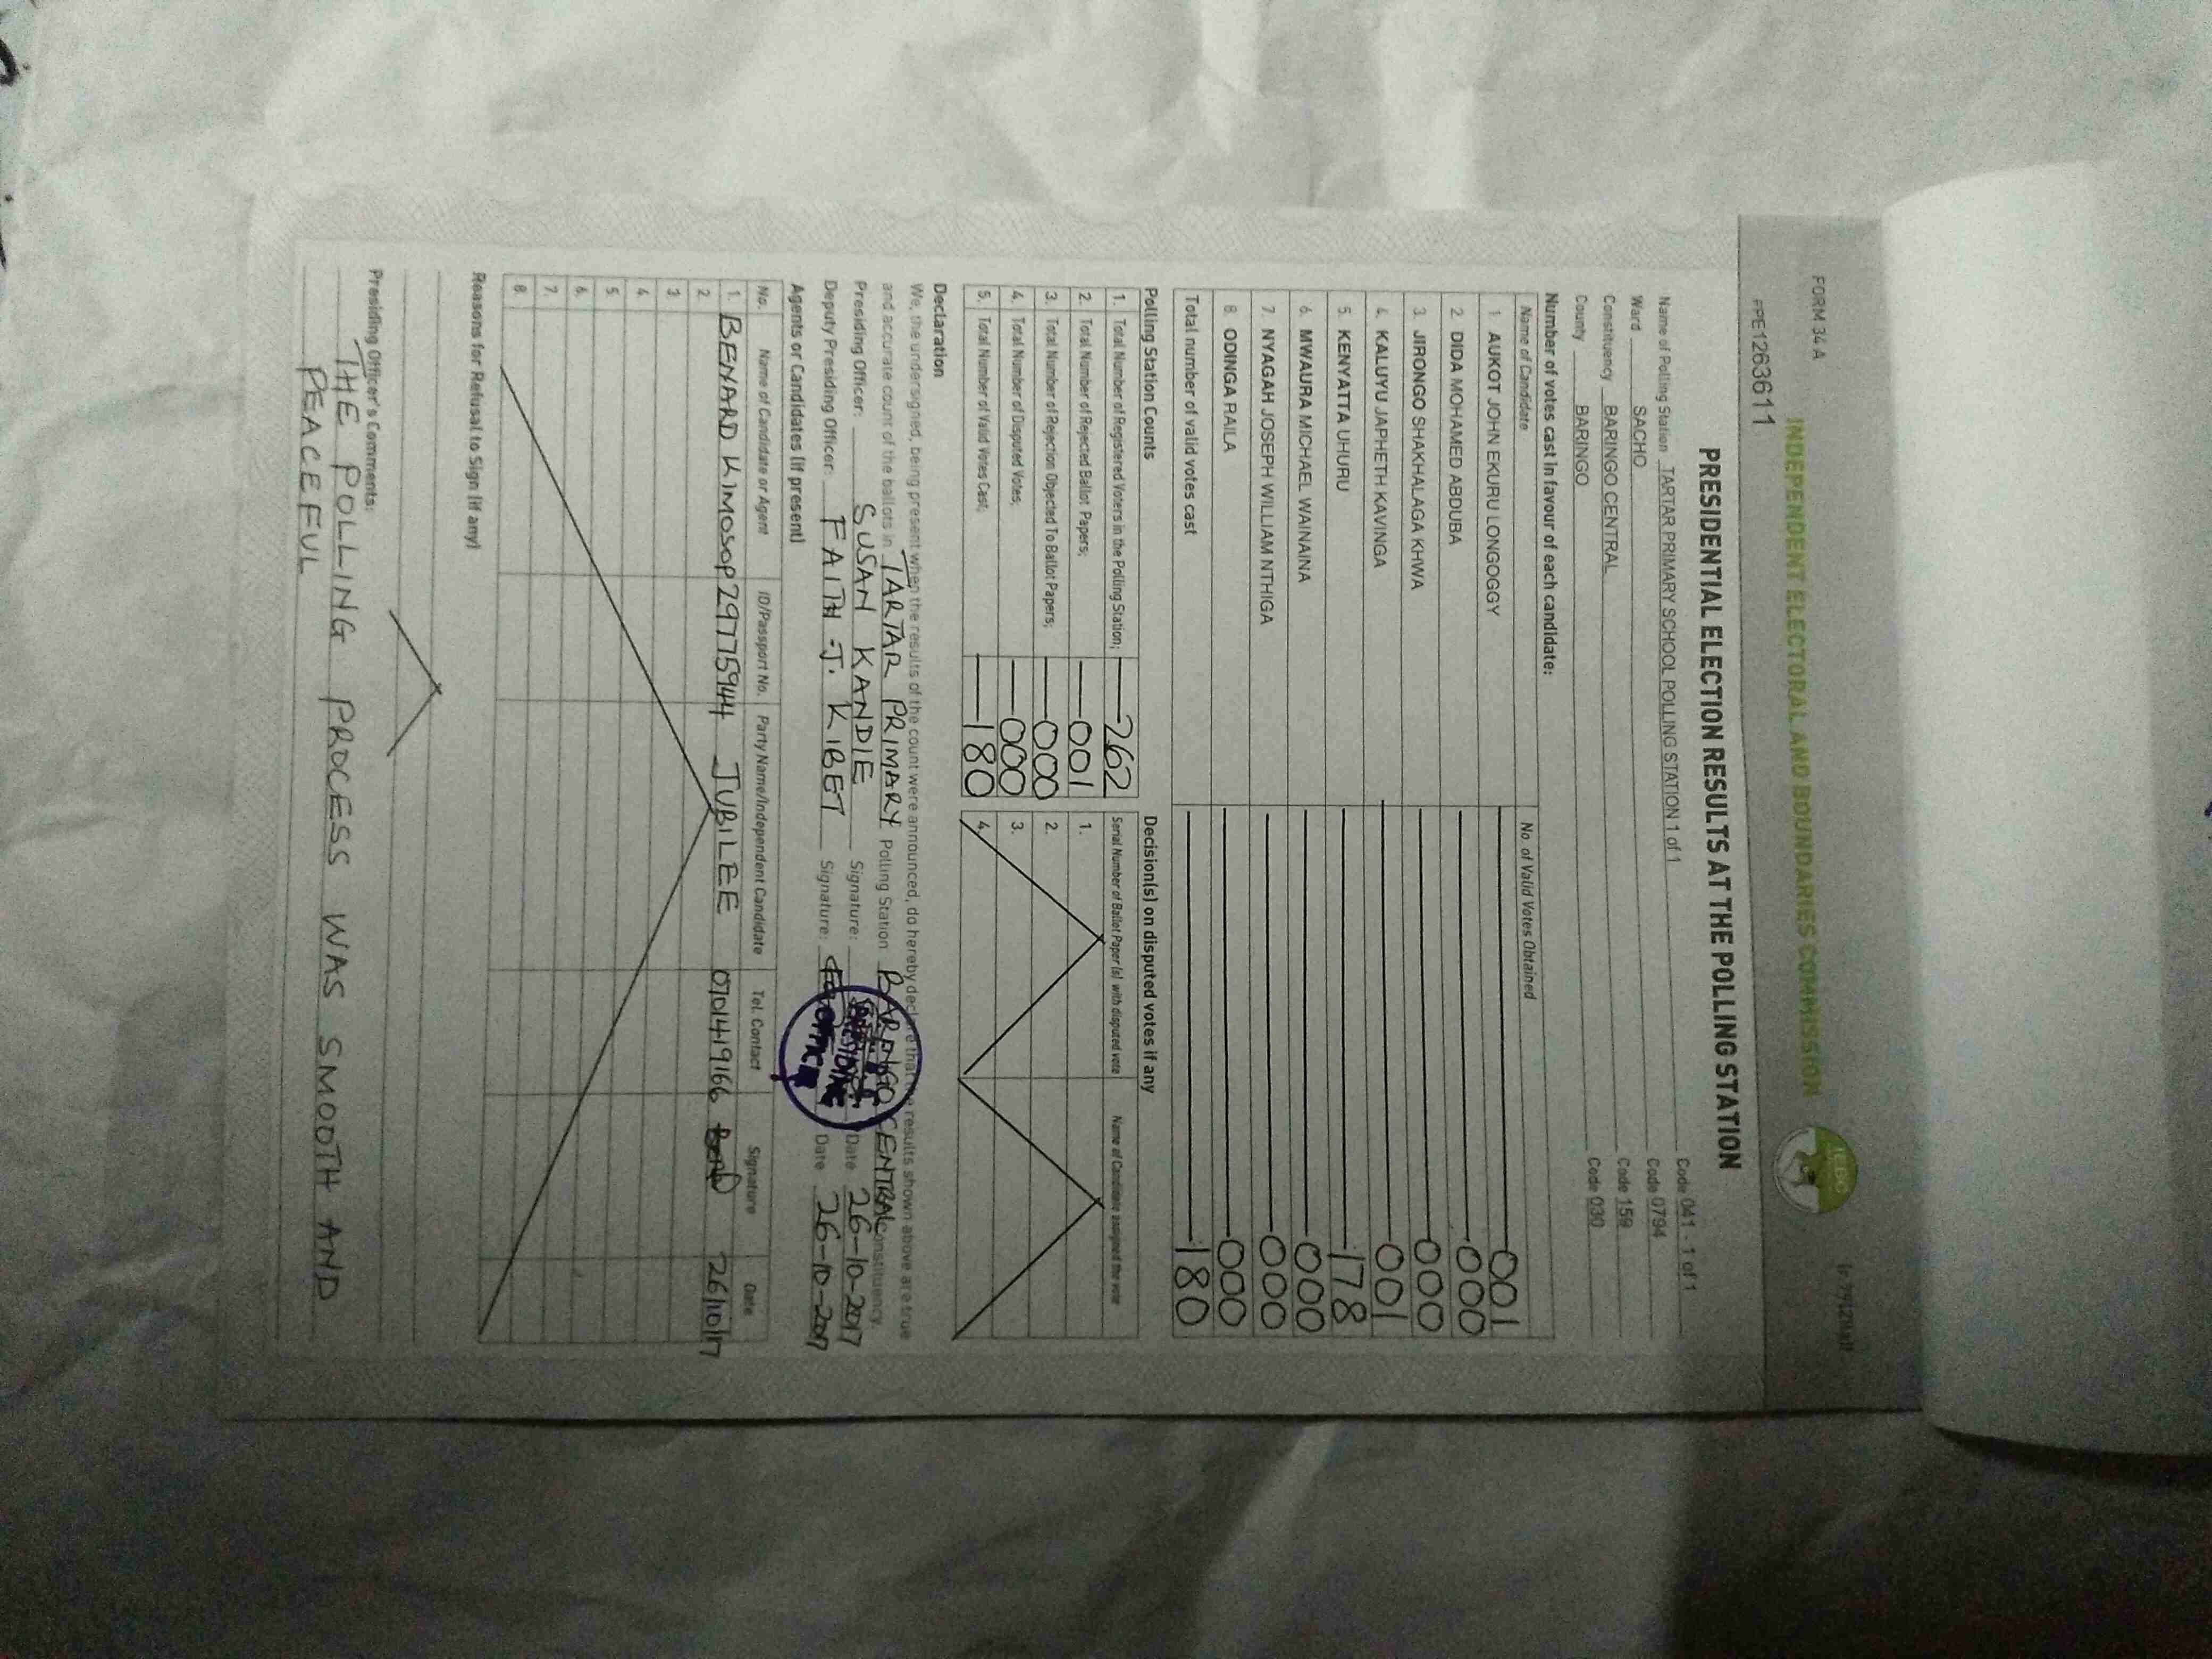 FORM 34 A
INDEPENDENT ELECTORAL AND BOUNDARIES COMMISSION
IEBC
PRESIDENTIAL ELECTION RESULTS AT THE POLLING STATION
Name of Polling Station TARTAR PRIMARY SCHOOL POLLING STATION 1 of 1 Code 041 - 1 of 1
Ward SACHO Code 0794
Constituency BARINGO CENTRAL Code 159
County BARINGO Code 030
Number of votes cast in favour of each candidate:
Name of Candidate No. of Valid Votes Obtained
1. AUKOT JOHN EKURU LONGOGGY 001
2. DIDA MOHAMED ABDUBA 000
3. JIRONGO SHAKHALAGA KHWA 000
4. KALUYU JAPHETH KAVINGA 001
5. KENYATTA UHURU 178
6. MWAURA MICHAEL WAINAINA 000
7. NYAGAH JOSEPH WILLIAM NTHIGA 000
8. ODINGA RAILA 000
Total number of valid votes cast 180
Polling Station Counts
1. Total Number of Registered Voters in the Polling Station; 262
2. Total Number of Rejected Ballot Papers; 001
3. Total Number of Rejection Objected To Ballot Papers; 000
4. Total Number of Disputed Votes; 000
5. Total Number of Valid Votes Cast; 180
Decision(s) on disputed votes if any
Serial Number of Ballot Paper (s) with disputed vote Name of Candidate assigned the vote
1.
2.
3.
4.
Declaration
We, the undersigned, being present when the results of the count were announced, do hereby declare that the results shown above are true
and accurate count of the ballots in TARTAR PRIMARY Polling Station BARINGO CENTRAL Constituency.
Presiding Officer: SUSAN KANDIE Signature: Date 26-10-2017
Deputy Presiding Officer: FAITH J. KIBET Signature: Date 26-10-2017
Agents or Candidates (if present)
No. Name of Candidate or Agent ID/Passport No. Party Name/Independent Candidate Tel. Contact Signature Date
1. BENARD KIMOSOP 29775944 JUBILEE 0701419166 26/10/17
2.
3.
4.
5.
6.
7.
8.
Reasons for Refusal to Sign (if any)
Presiding Officer's Comments:
THE POLLING PROCESS WAS SMOOTH AND
PEACEFUL